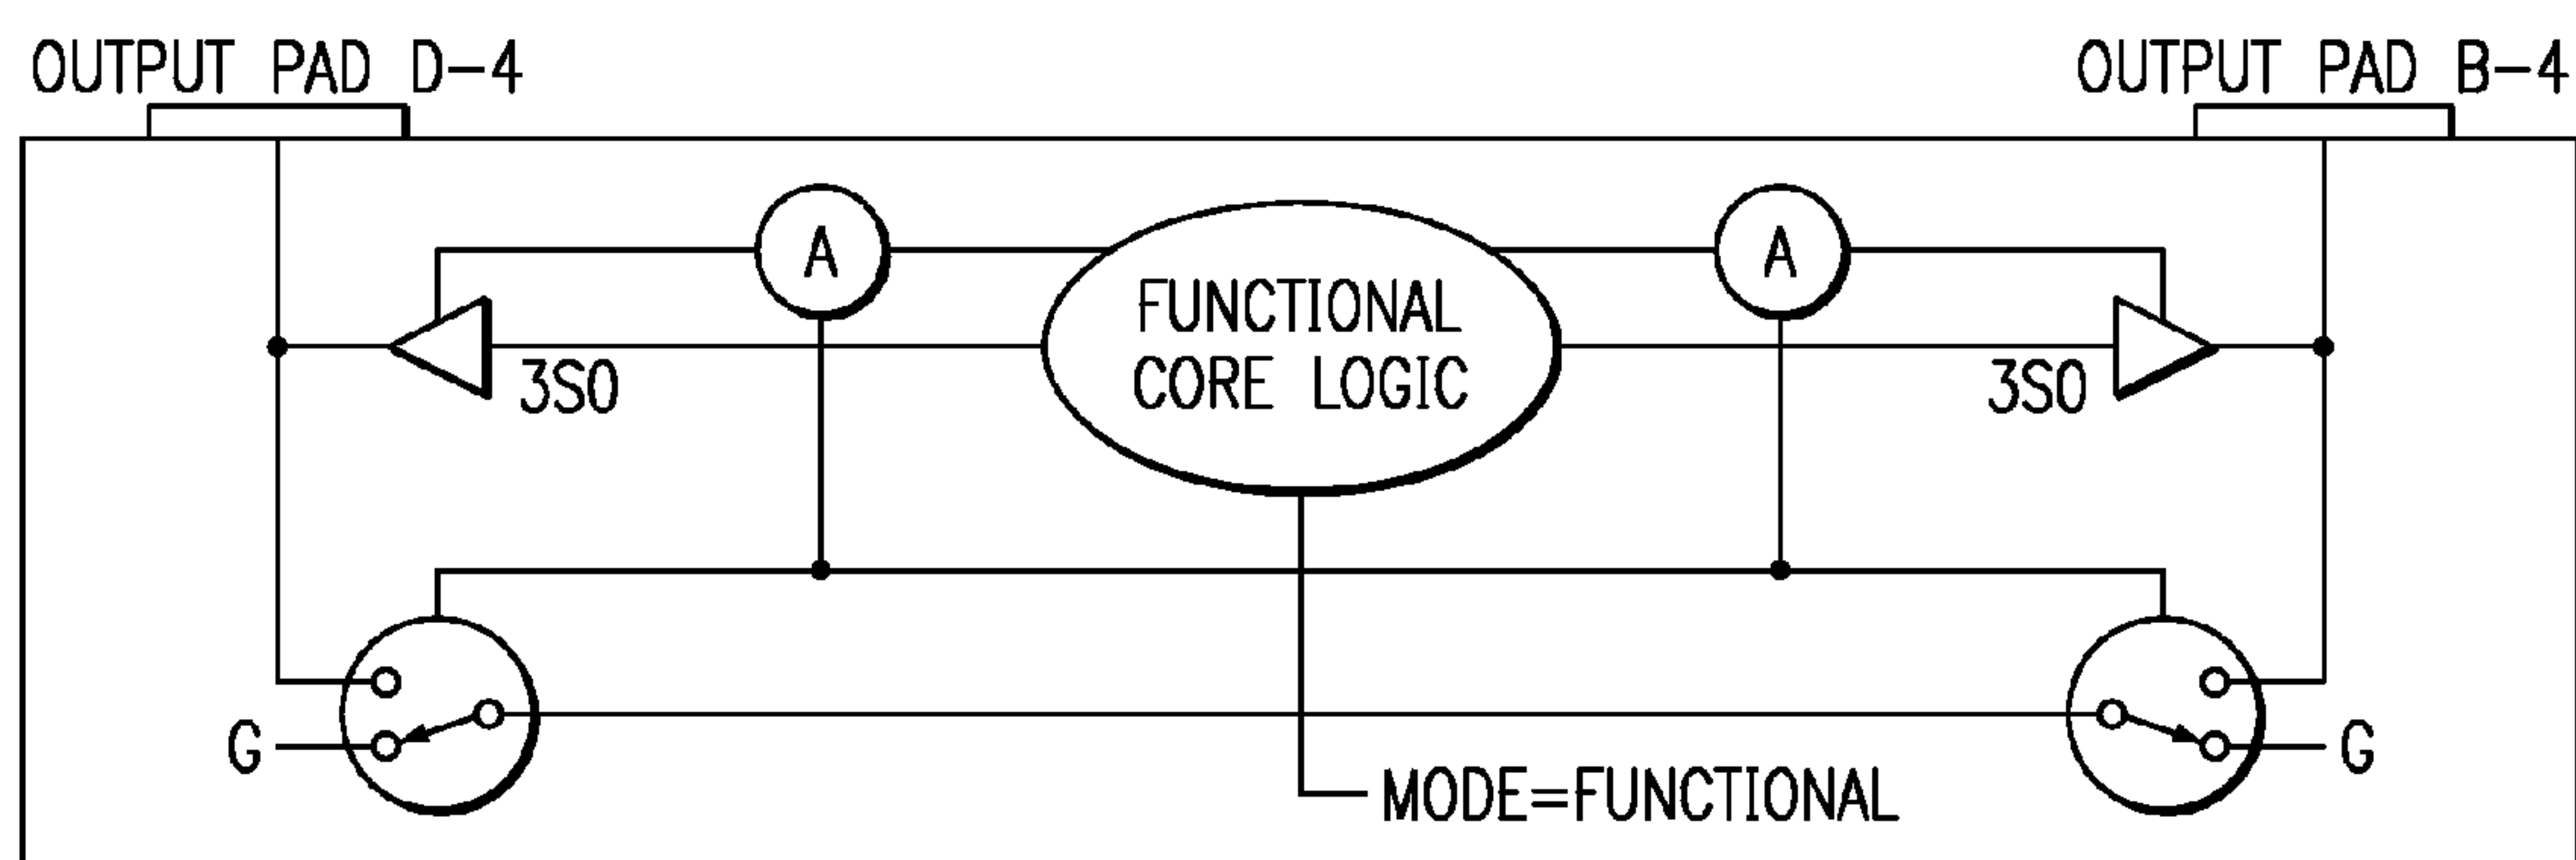 OUTPUT PAD D-4
OUTPUT PAD B-4
A
A
FUNCTIONAL
CORE LOGIC
3SO
3SO
G
G
MODE=FUNCTIONAL